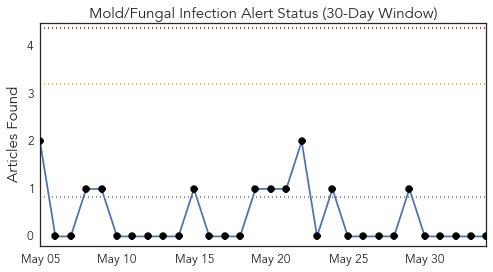 Mold/Fungal Infection Alert Status (30-Day Window)
Articles Found
4
3
2
1
0
May 05
May 10
May 15
May 20
May 25
May 30